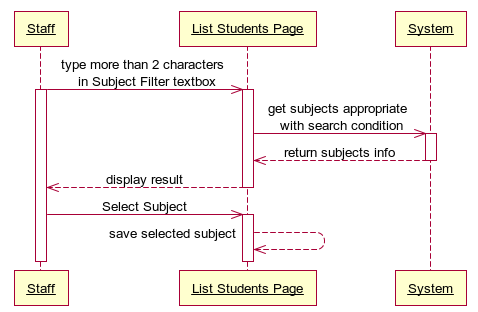 Staff
List Students Page
System
type more than 2 characters
in Subject Filter textbox
get subjects appropriate
with search condition
return subjects info
display result
Select Subject
save selected subject
Staff
List Students Page
System